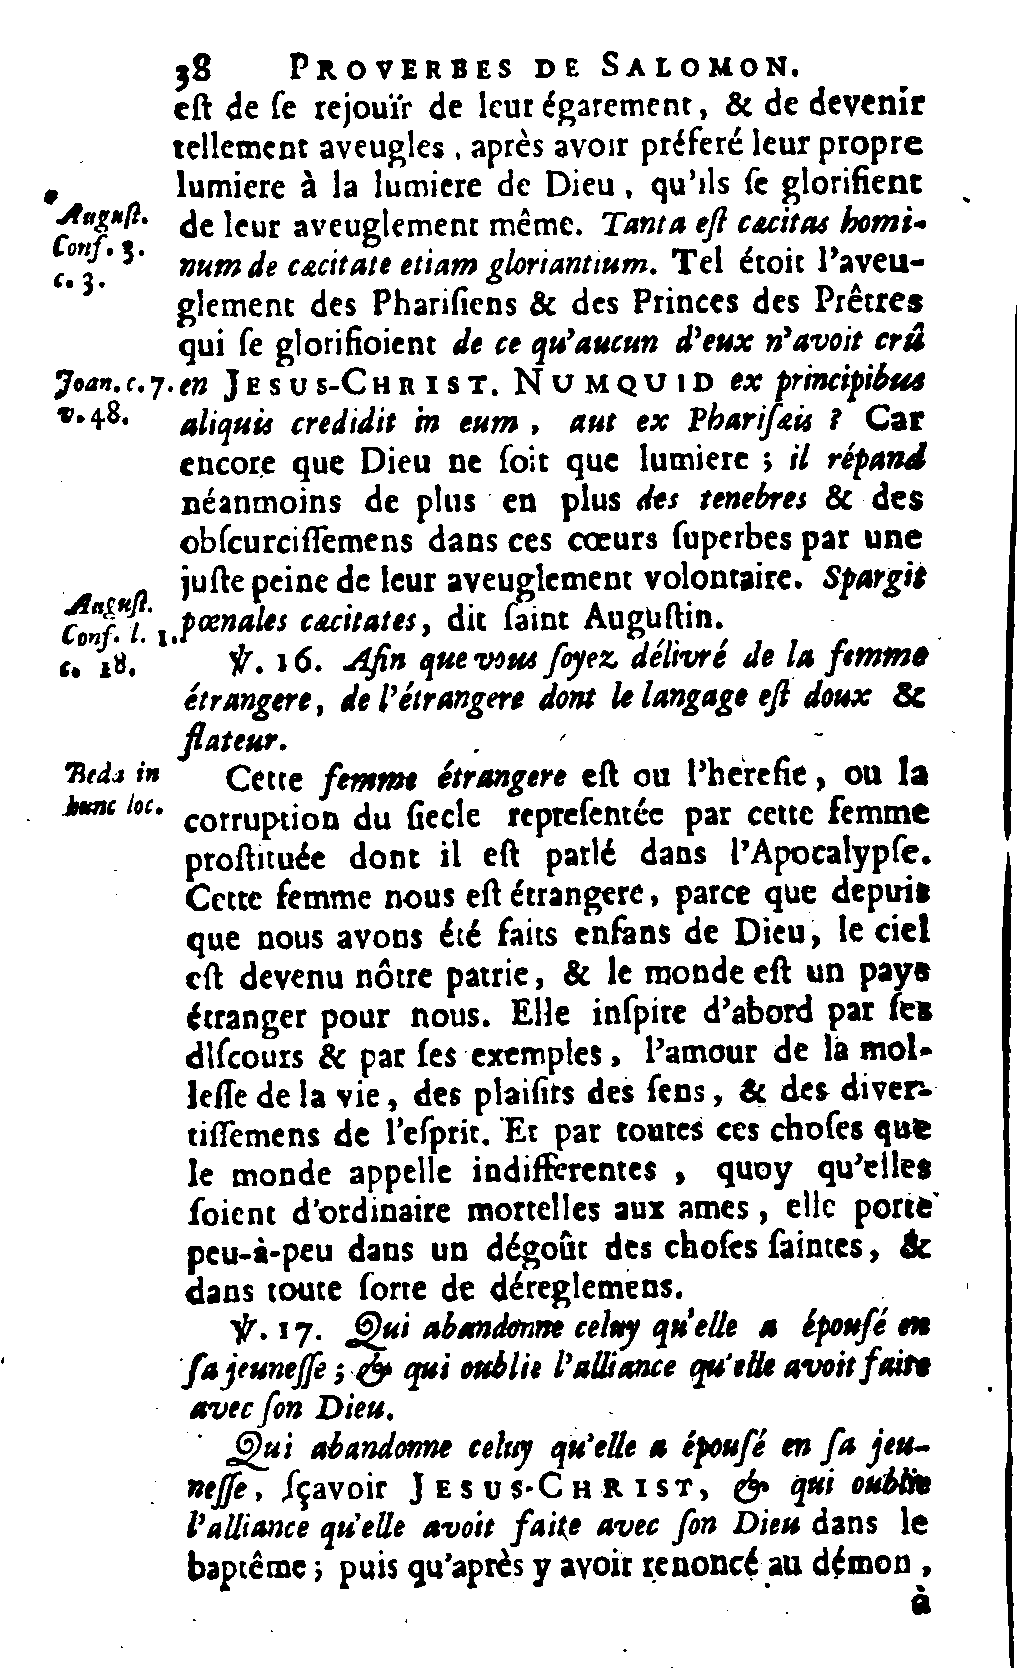 38 PROVERBES DE SALOMON.
eſt de ſe rejouïr de leur égarement, & de devenir
tellement aveugles, après avoir préferé leur propre
lumiere à la lumiere de Dieu, qu'ils ſe glorifient
Auguſt.
de leur aveuglement même. Tanta eſt cæcitas homi-
Conf. 3.
num de cæcitate etiam gloriantium. Tel étoit l'aveu-
c. 3.
glement des Phariſiens & des Princes des Prêtres
qui ſe glorifioient de ce qu'aucun d'eux n'avoit crû
Joan. c. 7.
en JESUS-CHRIST. NUMQUID ex principibus
v. 48.
aliquis credidit in eum, aut ex Phariſæis ? Car
encore que Dieu ne ſoit que lumiere ; il répand
néanmoins de plus en plus des tenebres & des
obſcurciſſemens dans ces cœurs ſuperbes par une
juſte peine de leur aveuglement volontaire. Spargit
Auguſt.
Conf. l. 1.
pœnales cæcitates, dit ſaint Auguſtin.
c. 18.
℣. 16. Afin que vous ſoyez délivré de la femme
étrangere, de l'étrangere dont le langage eſt doux &
flateur.
Beda in
Cette femme étrangere eſt ou l'hereſie, ou la
hunc loc.
corruption du ſiecle repreſentée par cette femme
proſtituée dont il eſt parlé dans l'Apocalypſe.
Cette femme nous eſt étrangere, parce que depuis
que nous avons été faits enfans de Dieu, le ciel
eſt devenu nôtre patrie, & le monde eſt un pays
étranger pour nous. Elle inſpire d'abord par ſes
diſcours & par ſes exemples, l'amour de la mol-
leſſe de la vie, des plaiſirs des ſens, & des diver-
tiſſemens de l'eſprit. Et par toutes ces choſes que
le monde appelle indifferentes, quoy qu'elles
ſoient d'ordinaire mortelles aux ames, elle porte
peu-à-peu dans un dégoût des choſes ſaintes, &
dans toute ſorte de déreglemens.
℣. 17. Qui abandonne celuy qu'elle a épouſé en
ſa jeuneſſe ; & qui oublie l'alliance qu'elle avoit faite
avec ſon Dieu.
Qui abandonne celuy qu'elle a épouſé en ſa jeu-
neſſe, ſçavoir JESUS-CHRIST, & qui oublie
l'alliance qu'elle avoit faite avec ſon Dieu dans le
baptême ; puis qu'après y avoir renoncé au démon,
à